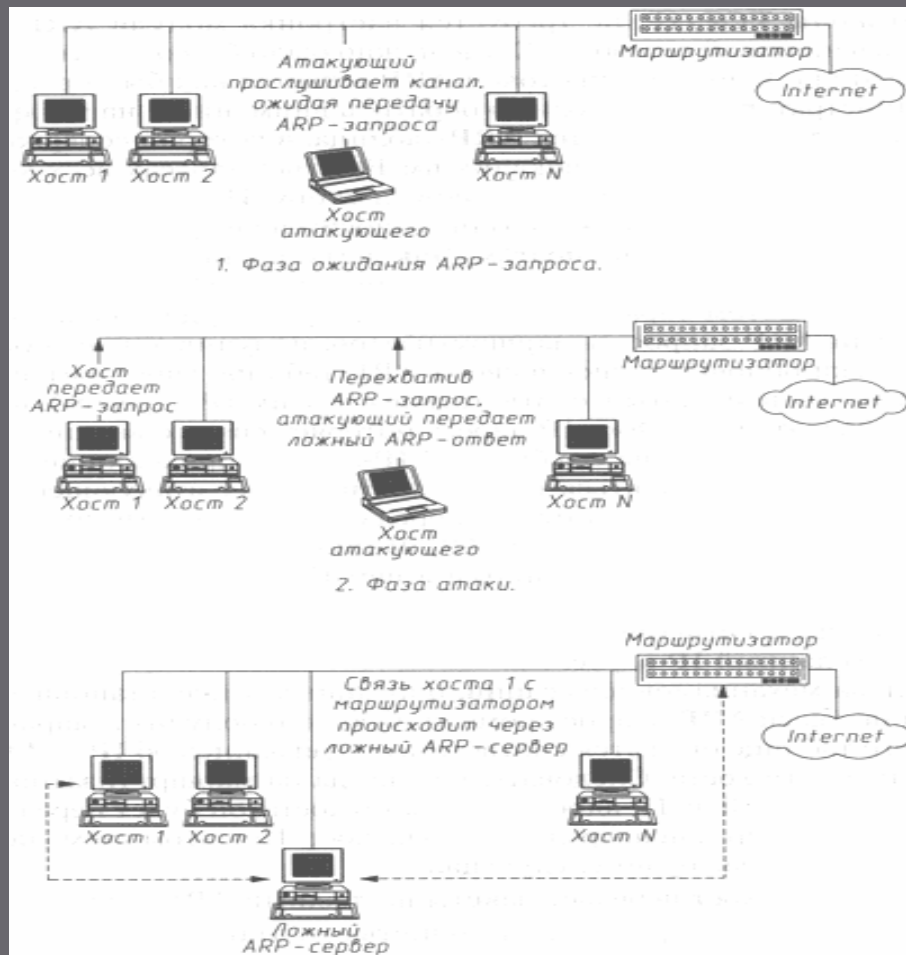 Маршрутизатор
Атакующий
прослушивает канал,
ожидая передачу
ARP-запроса
Internet
Хост 1
Хост 2
Хост N
Хост
атакующего
1. Фаза ожидания ARP-запроса.
Маршрутизатор
Хост
передает
ARP-запрос
Перехватив
ARP-запрос,
атакующий передает
ложный ARP-ответ
Internet
Хост 1
Хост 2
Хост N
Хост
атакующего
2. Фаза атаки.
Маршрутизатор
Связь хоста 1 с
маршрутизатором
происходит через
ложный ARP-сервер
Internet
Хост 1
Хост 2
Хост N
Ложный
ARP-сервер